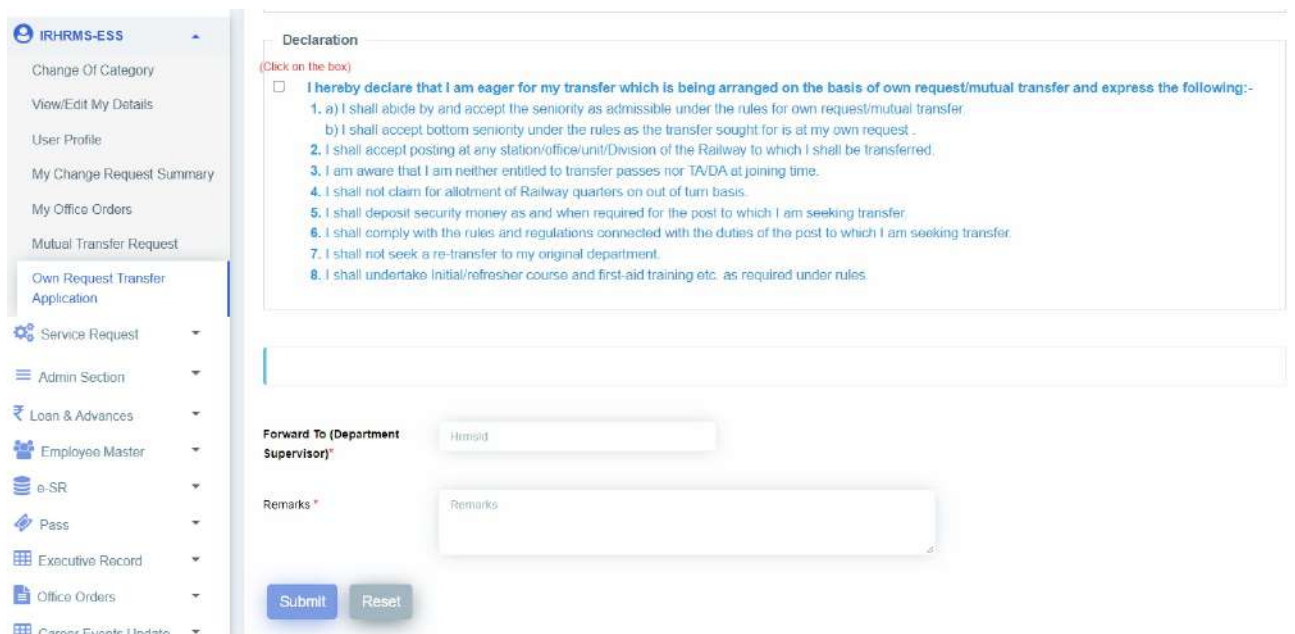 IRHRMS-ESS
Change Of Category
View/Edit My Details
User Profile
My Change Request Summary
My Office Orders
Mutual Transfer Request
Own Request Transfer
Application
Service Request
Admin Section
₹ Loan & Advances
Employee Master
e-SR
Pass
Executive Record
Office Orders
Career Events Update
Declaration
(Click on the box)
I hereby declare that I am eager for my transfer which is being arranged on the basis of own request/mutual transfer and express the following:-
1. a) I shall abide by and accept the seniority as admissible under the rules for own request/mutual transfer.
b) I shall accept bottom seniority under the rules as the transfer sought for is at my own request .
2. I shall accept posting at any station/office/unit/Division of the Railway to which I shall be transferred.
3. I am aware that I am neither entitled to transfer passes nor TA/DA at joining time.
4. I shall not claim for allotment of Railway quarters on out of turn basis.
5. I shall deposit security money as and when required for the post to which I am seeking transfer.
6. I shall comply with the rules and regulations connected with the duties of the post to which I am seeking transfer.
7. I shall not seek a re-transfer to my original department.
8. I shall undertake Initial/refresher course and first-aid training etc. as required under rules.
Forward To (Department
Supervisor)*
Hrmsid
Remarks *
Remarks
Submit
Reset